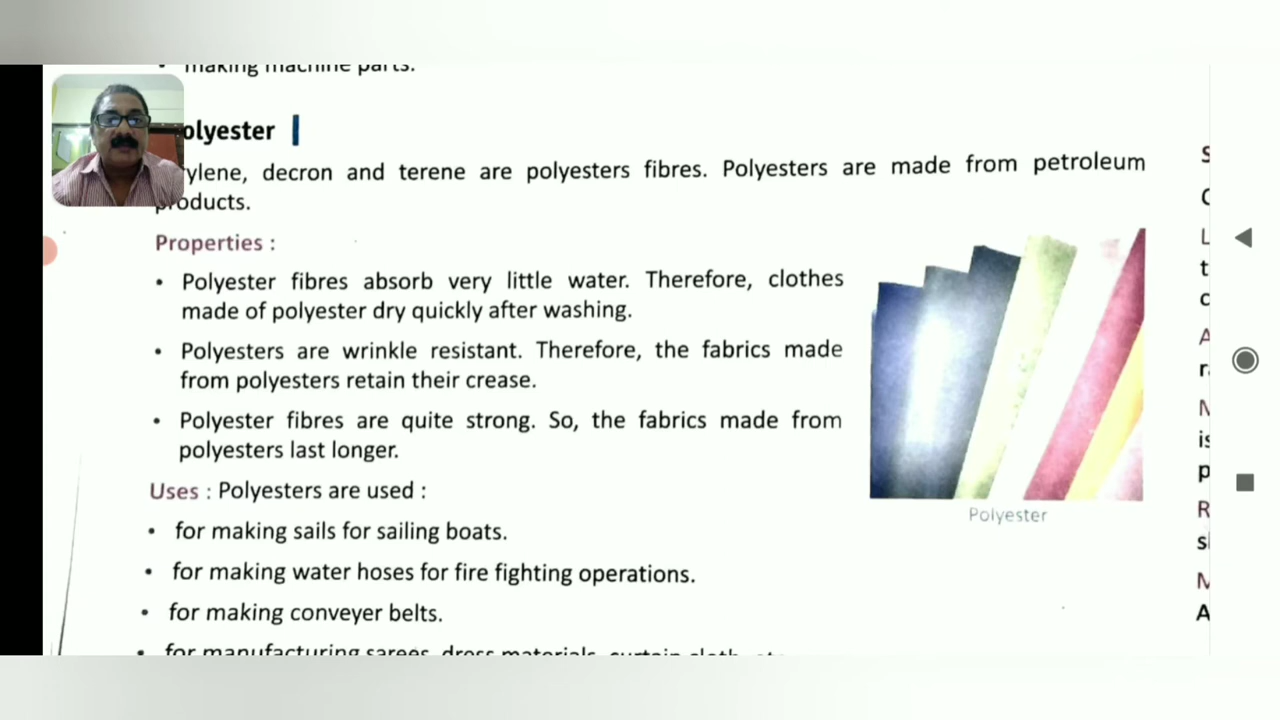 making machine parts.
olyester
ylene, decron and terene are polyesters fibres. Polyesters are made from petroleum
products.
Properties :
• Polyester fibres absorb very little water. Therefore, clothes
made of polyester dry quickly after washing.
• Polyesters are wrinkle resistant. Therefore, the fabrics made
from polyesters retain their crease.
• Polyester fibres are quite strong. So, the fabrics made from
polyesters last longer.
Polyester
Uses : Polyesters are used :
• for making sails for sailing boats.
• for making water hoses for fire fighting operations.
• for making conveyer belts.
• for manufacturing sarees, dress materials, curtain cloth